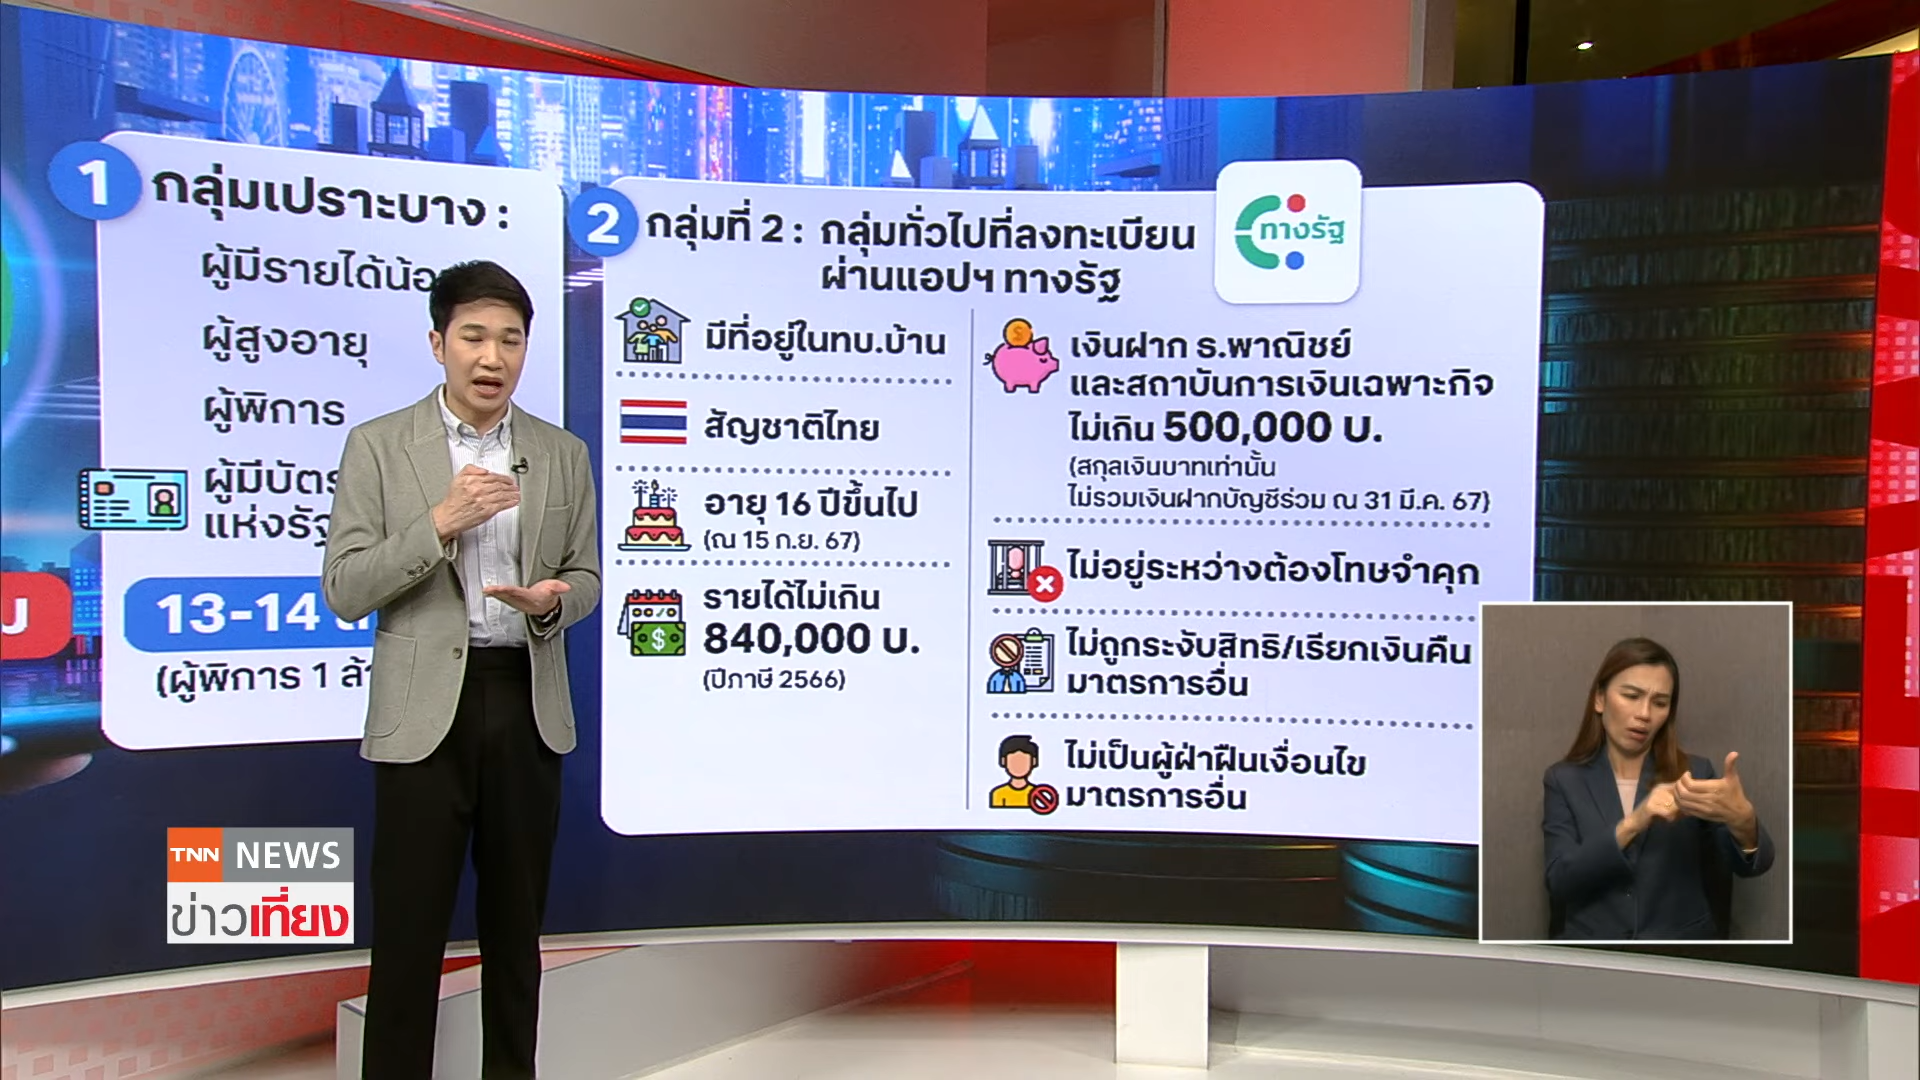 1
กลุ่มเปราะบาง :
ผู้มีรายได้น้อ
ผู้สูงอายุ
ผู้พิการ
ผู้มีบัตร
แห่งรัฐ
13-14
(ผู้พิการ 1 ล้า
2
กลุ่มที่ 2 : กลุ่มทั่วไปที่ลงทะเบียน
ผ่านแอปฯ ทางรัฐ
ทางรัฐ
มีที่อยู่ในทบ.บ้าน
สัญชาติไทย
อายุ 16 ปีขึ้นไป
(ณ 15 ก.ย. 67)
รายได้ไม่เกิน
840,000 บ.
(ปีภาษี 2566)
เงินฝาก ธ.พาณิชย์
และสถาบันการเงินเฉพาะกิจ
ไม่เกิน 500,000 บ.
(สกุลเงินบาทเท่านั้น
ไม่รวมเงินฝากบัญชีร่วม ณ 31 มี.ค. 67)
ไม่อยู่ระหว่างต้องโทษจำคุก
ไม่ถูกระงับสิทธิ/เรียกเงินคืน
มาตรการอื่น
ไม่เป็นผู้ฝ่าฝืนเงื่อนไข
มาตรการอื่น
TNN NEWS
ข่าวเที่ยง